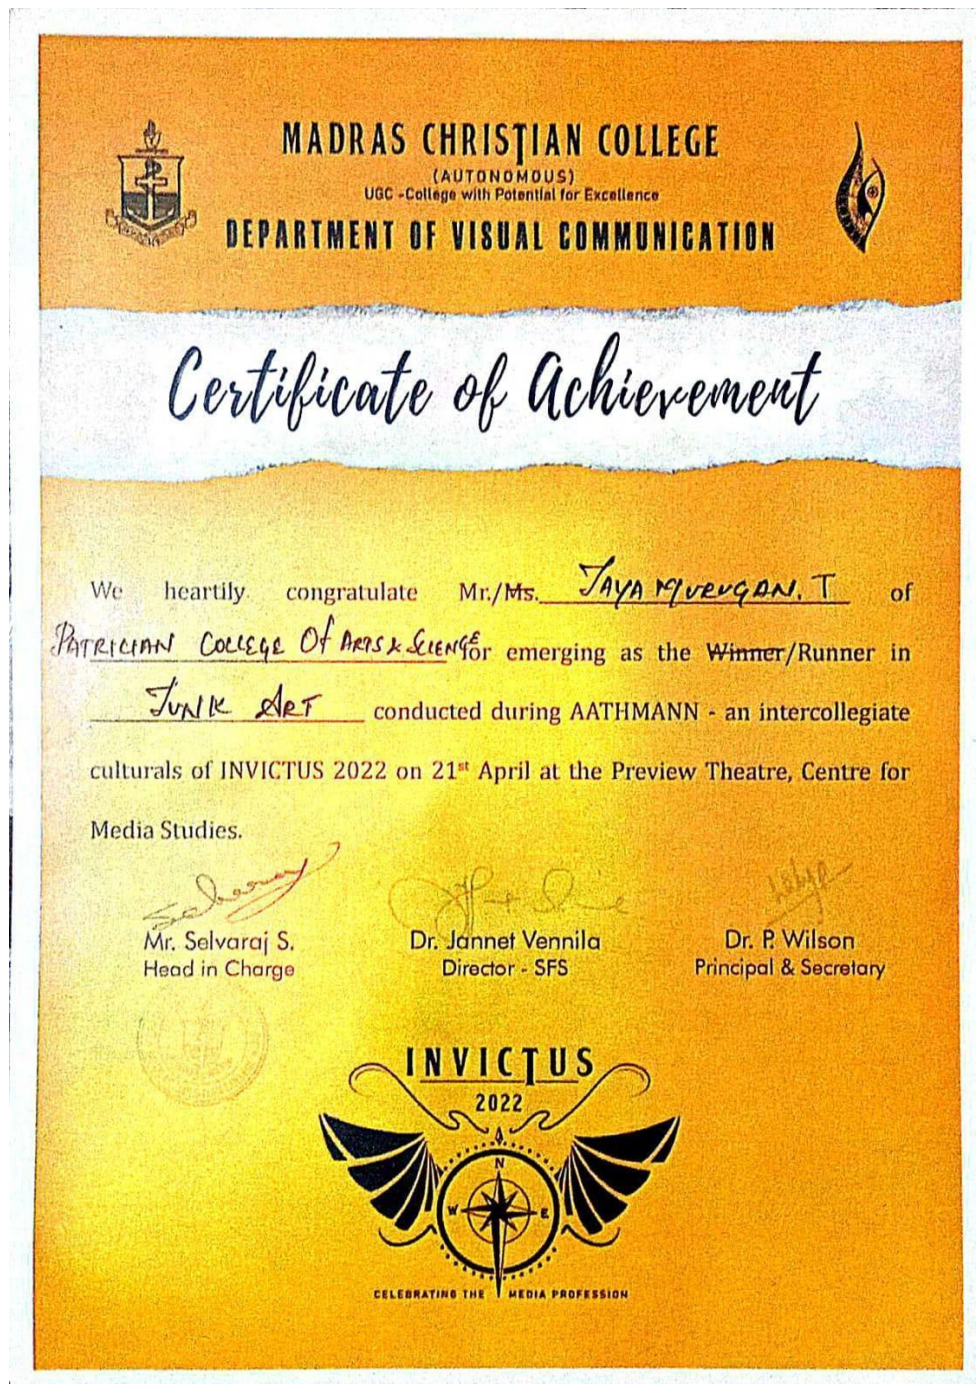 MADRAS CHRISTIAN COLLEGE
(AUTONOMOUS)
UGC -College with Potential for Excellence
DEPARTMENT OF VISUAL COMMUNICATION
Certificate of Achievement
We heartily congratulate Mr./Ms. JAYA MURUGAN. T of
PATRICIAN COLLEGE Of ARTS & SCIENCE for emerging as the Winner/Runner in
JUNK ART conducted during AATHMANN - an intercollegiate
culturals of INVICTUS 2022 on 21st April at the Preview Theatre, Centre for
Media Studies.
Mr. Selvaraj S. Dr. Jannet Vennila Dr. P. Wilson
Head in Charge Director - SFS Principal & Secretary
INVICTUS
2022
N
W E
CELEBRATING THE MEDIA PROFESSION